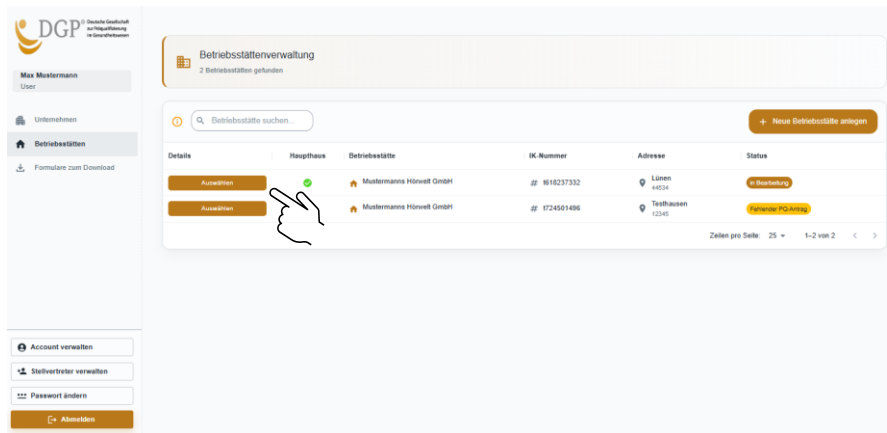 DGP® Deutsche Gesellschaft
zur Präqualifizierung
im Gesundheitswesen
Max Mustermann
User
Unternehmen
Betriebsstätten
Formulare zum Download
Account verwalten
Stellvertreter verwalten
Passwort ändern
Abmelden
Betriebsstättenverwaltung
2 Betriebsstätten gefunden
Betriebsstätte suchen...
+ Neue Betriebsstätte anlegen
Details Haupthaus Betriebsstätte IK-Nummer Adresse Status
Auswählen Mustermanns Hörwelt GmbH # t618237332 Lünen in Bearbeitung
44534
Auswählen Mustermanns Hörwelt GmbH # t724501496 Testhausen Fehlender PQ-Antrag
12345
Zeilen pro Seite: 25 1–2 von 2 < >